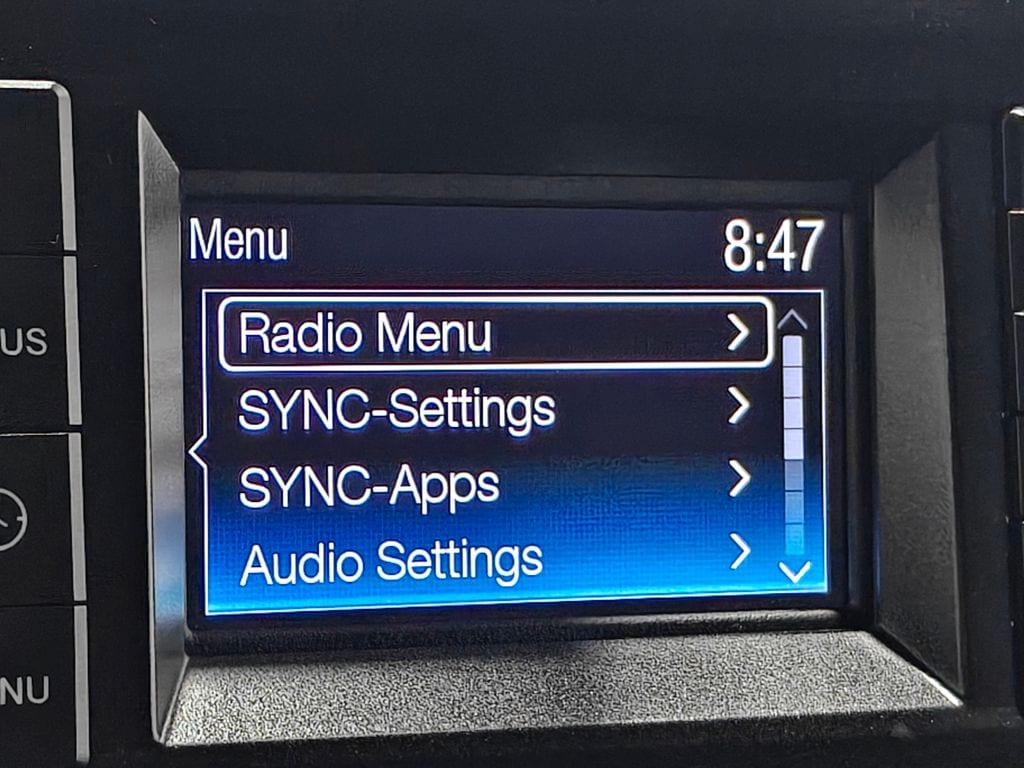 Menu 8:47
Radio Menu
US
SYNC-Settings
SYNC-Apps
Audio Settings
NU